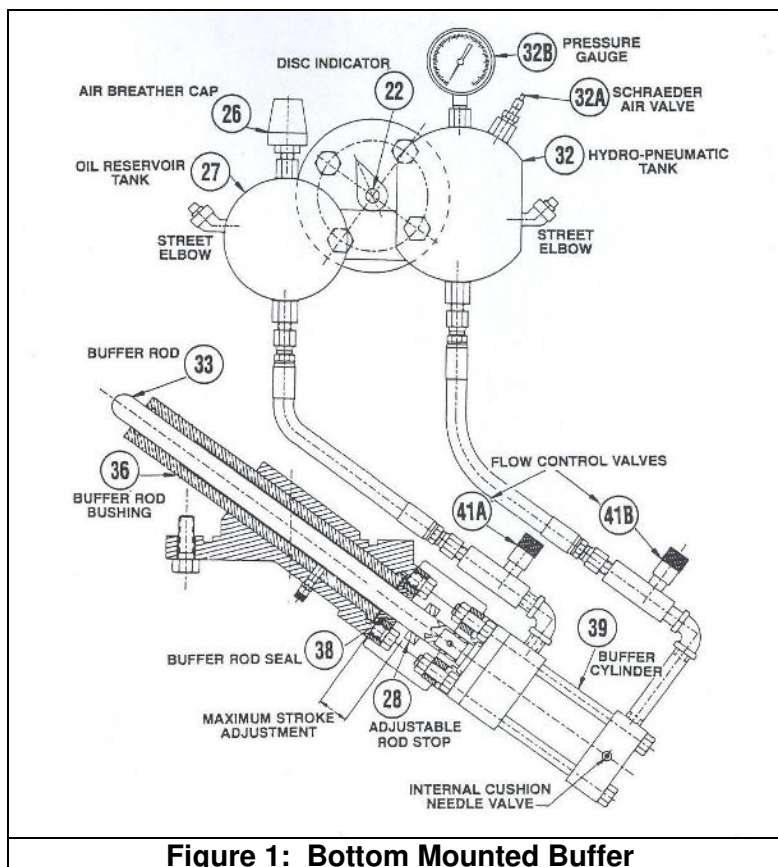 32B
PRESSURE
GAUGE
DISC INDICATOR
22
AIR BREATHER CAP
26
32A
SCHRAEDER
AIR VALVE
OIL RESERVOIR
TANK
27
32
HYDRO-PNEUMATIC
TANK
STREET
ELBOW
STREET
ELBOW
BUFFER ROD
33
FLOW CONTROL VALVES
36
BUFFER ROD
BUSHING
41A
41B
39
BUFFER
CYLINDER
BUFFER ROD SEAL
38
28
MAXIMUM STROKE
ADJUSTMENT
ADJUSTABLE
ROD STOP
INTERNAL CUSHION
NEEDLE VALVE
Figure 1: Bottom Mounted Buffer